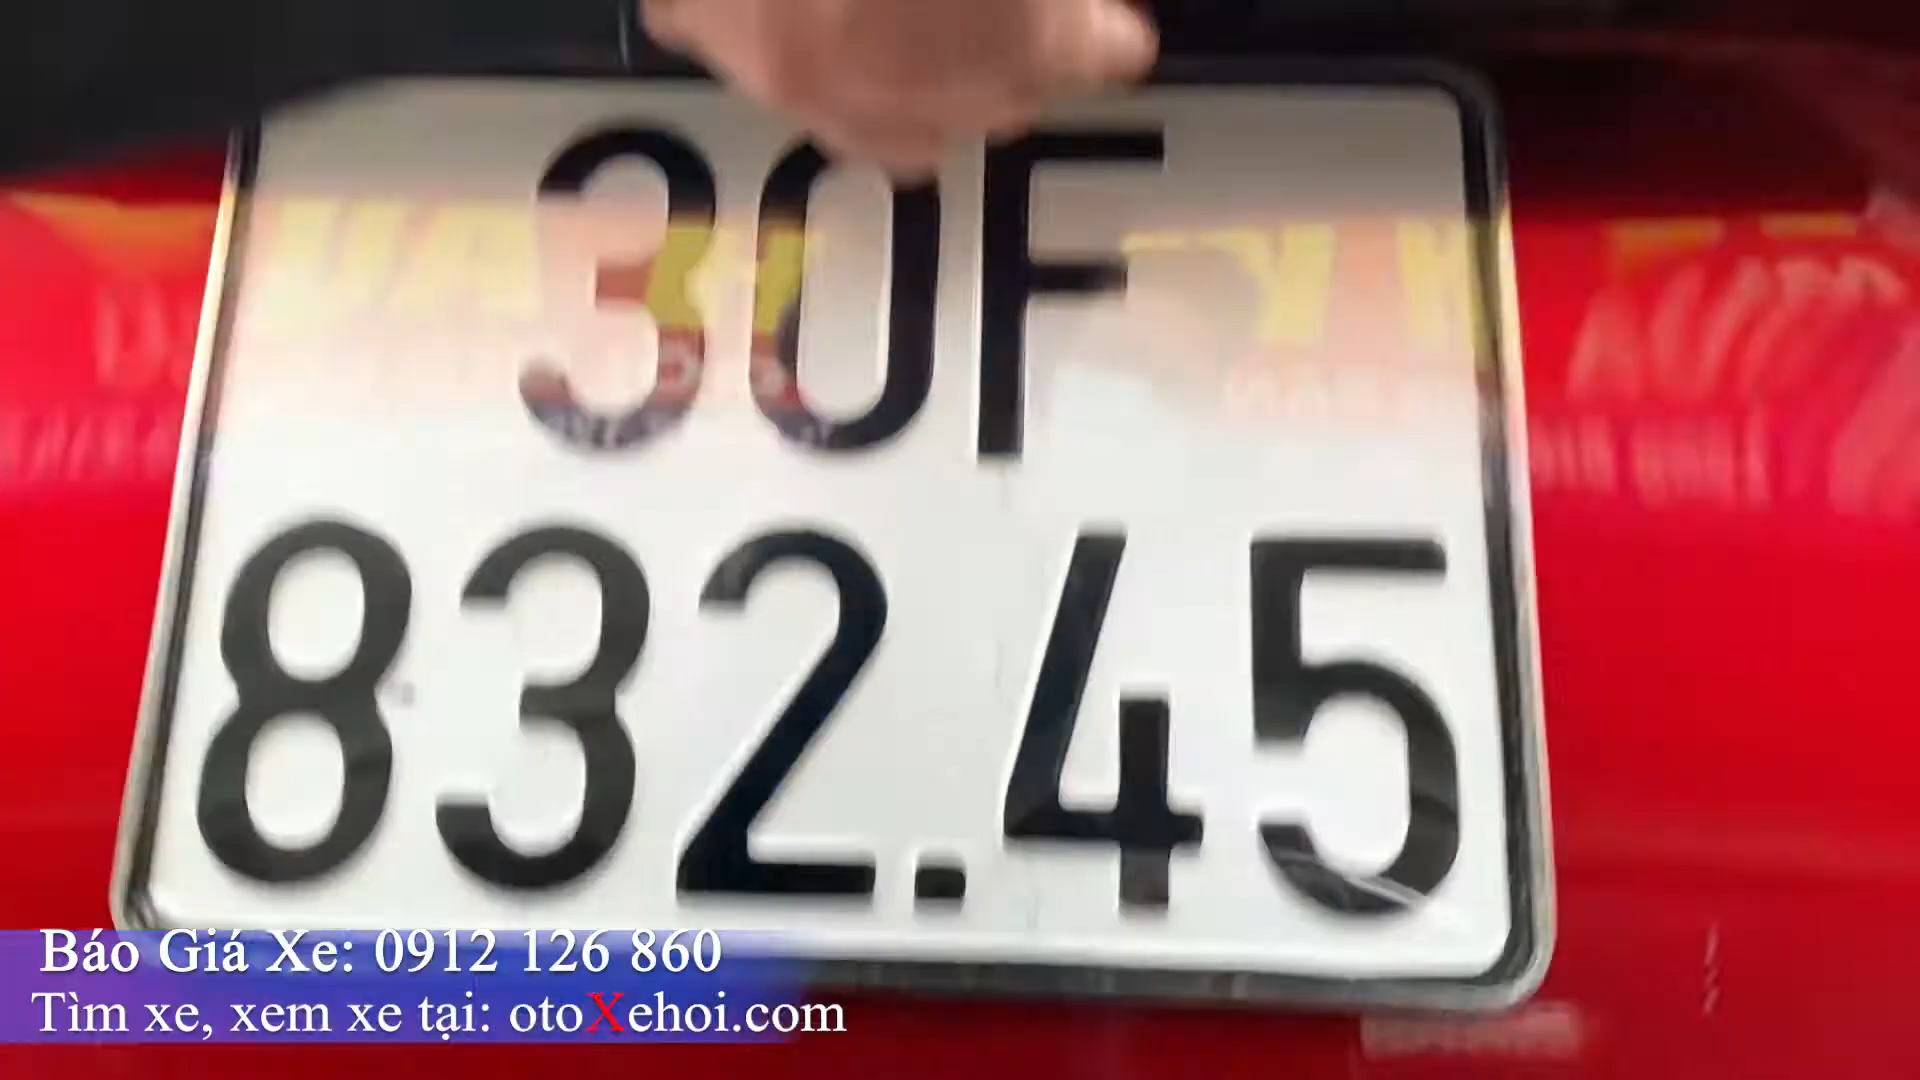 30F
832.45
Báo Giá Xe: 0912 126 860
Tìm xe, xem xe tại: otoXehoi.com